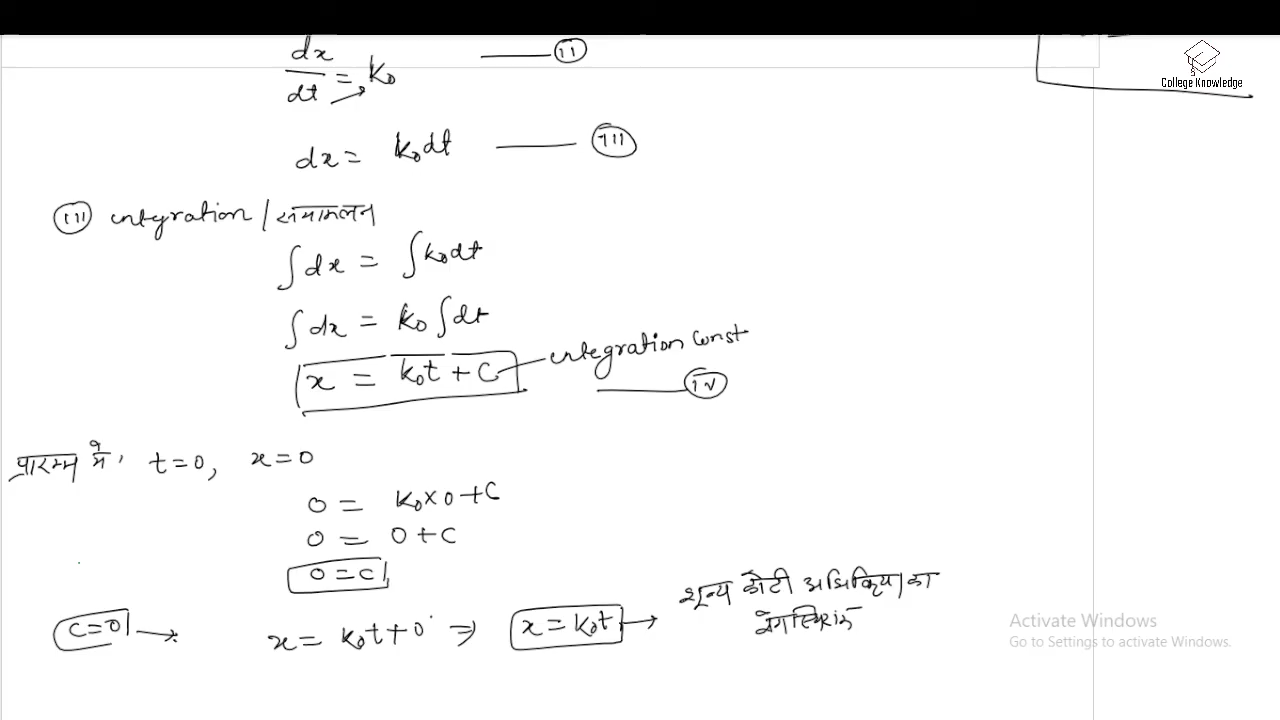 College Knowledge
dx/dt = k₀ —— (ii)
dx = k₀dt —— (iii)
(iii) integration / समाकलन
∫dx = ∫k₀dt
∫dx = k₀∫dt
x = k₀t + C — integration const
—— (iv)
प्रारम्भ में, t=0, x=0
0 = k₀×0+C
0 = 0+C
0=C
C=0 → x = k₀t+0 ⇒ x=k₀t → शून्य कोटी अभिक्रिया का
वेग स्थिरांक
Activate Windows
Go to Settings to activate Windows.